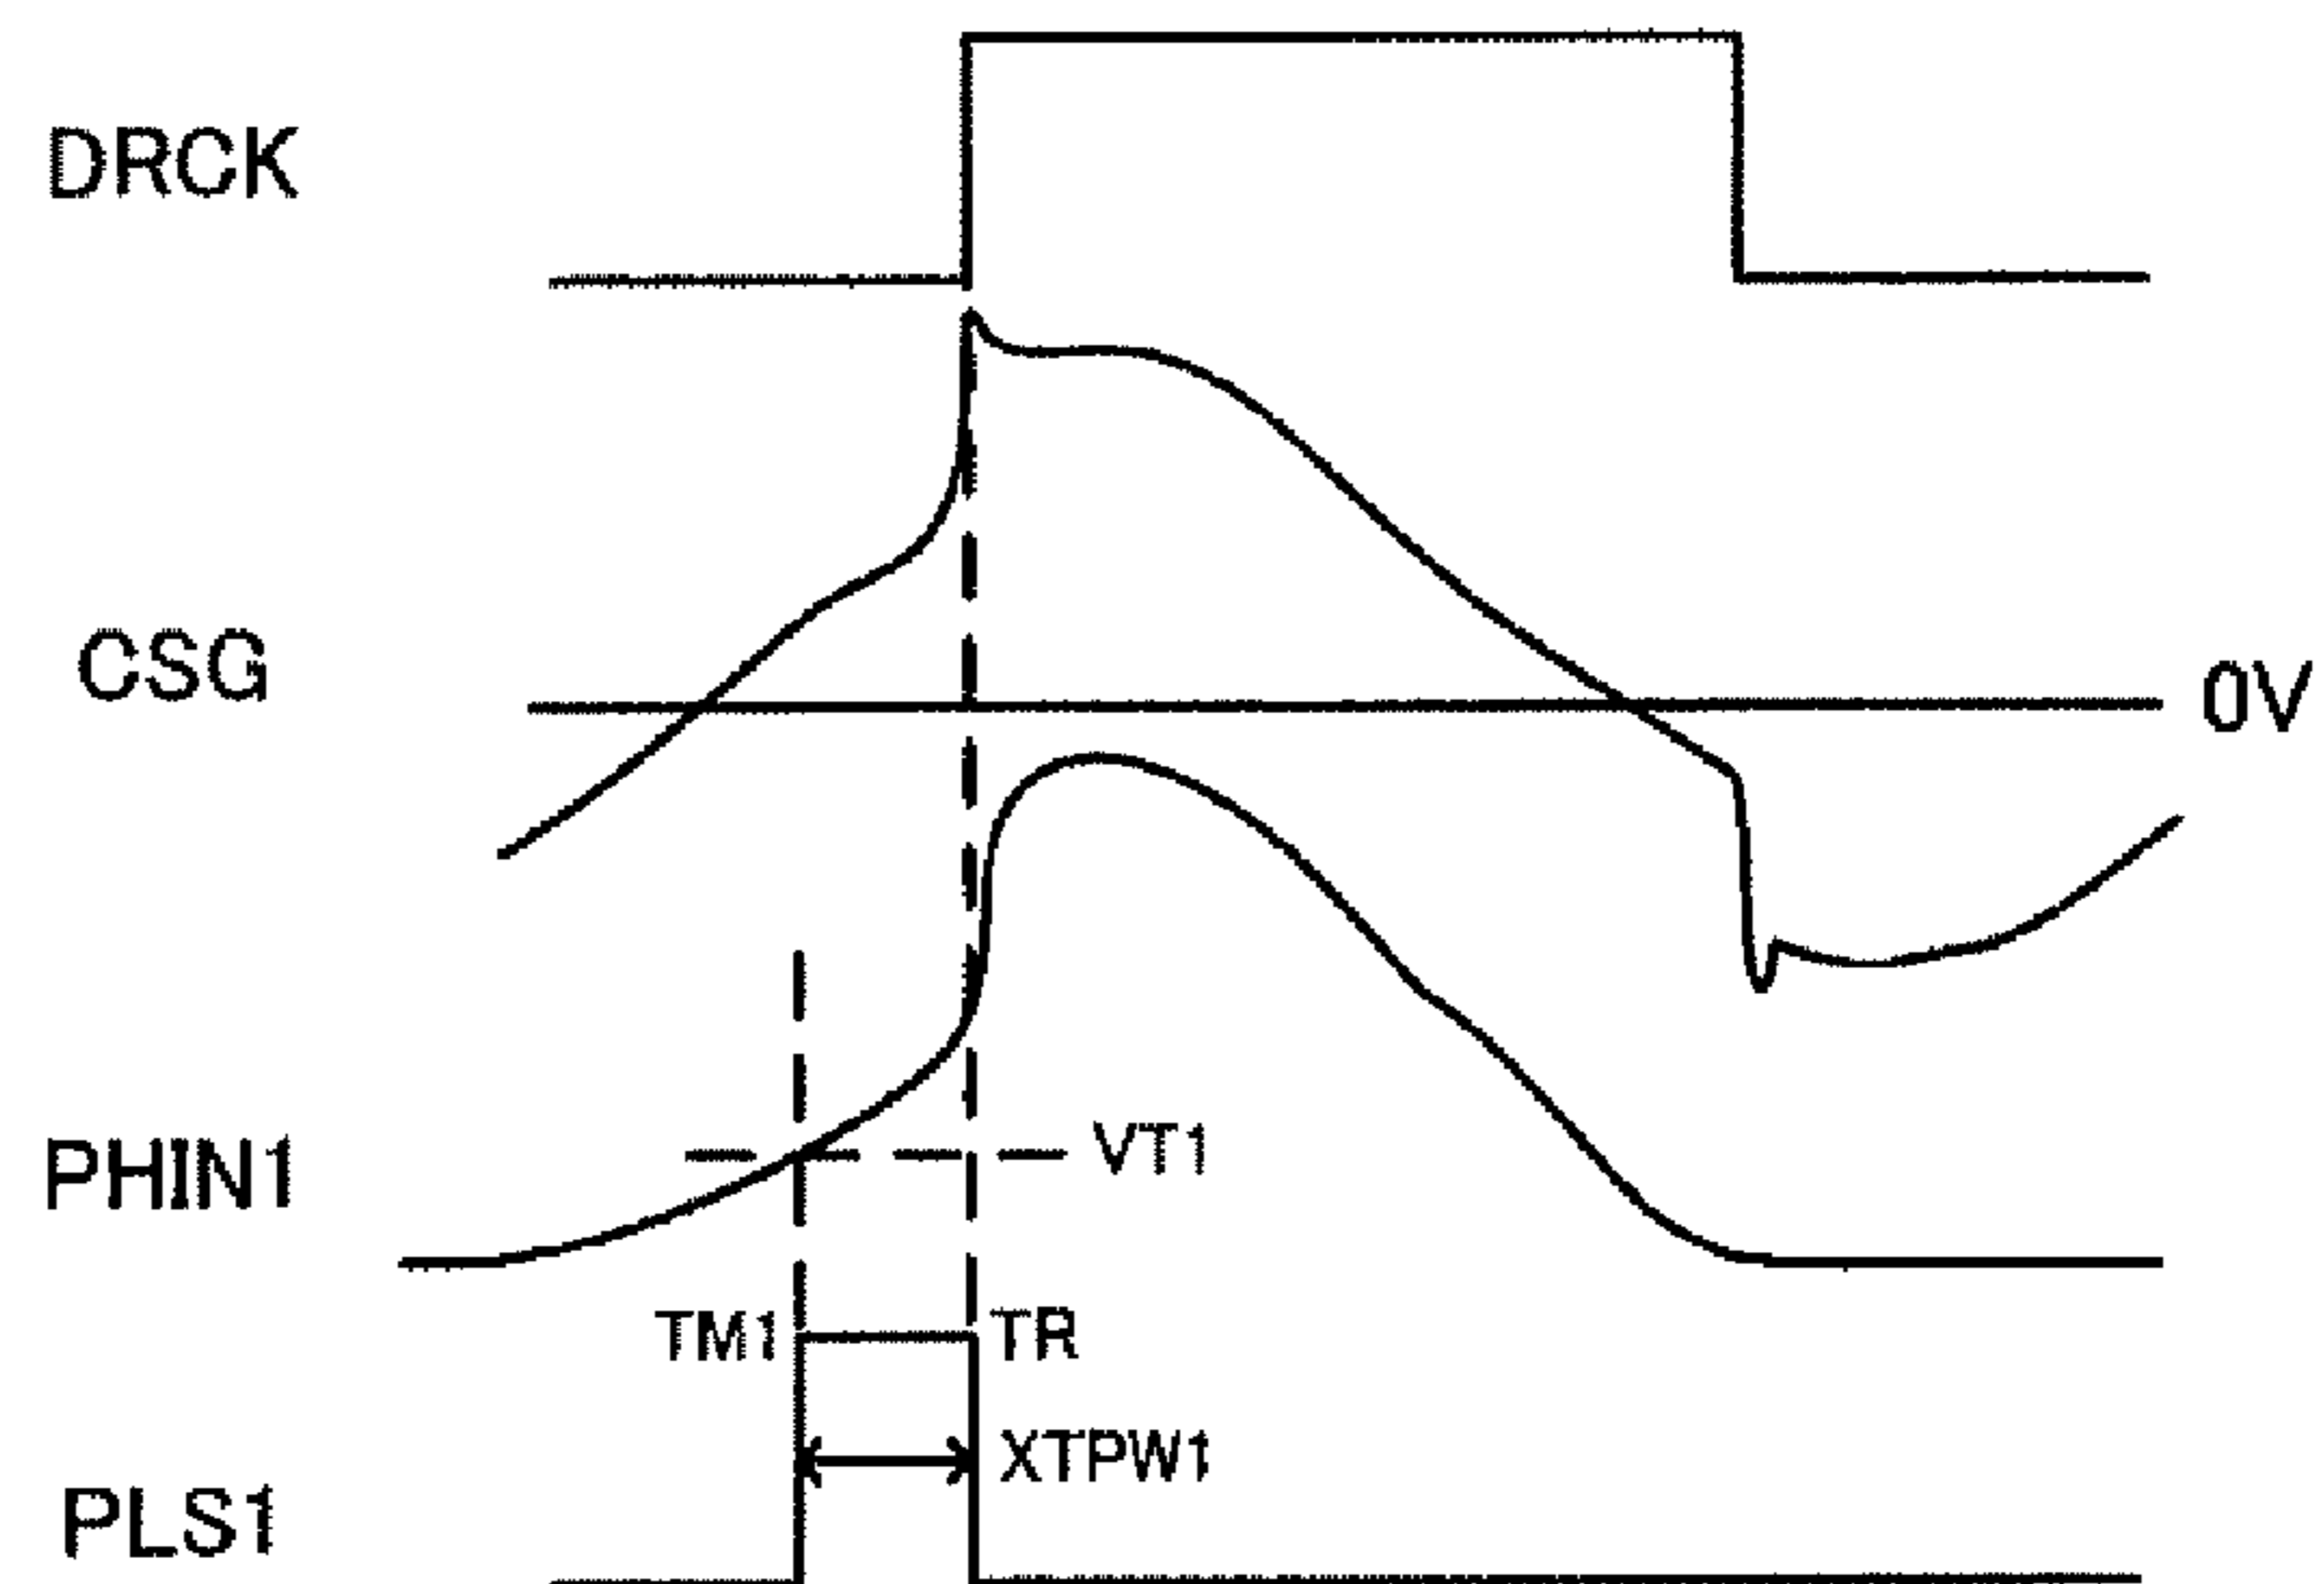 DRCK
CSG
0V
PHIN1
VT1
TM1
TR
XTPW1
PLS1